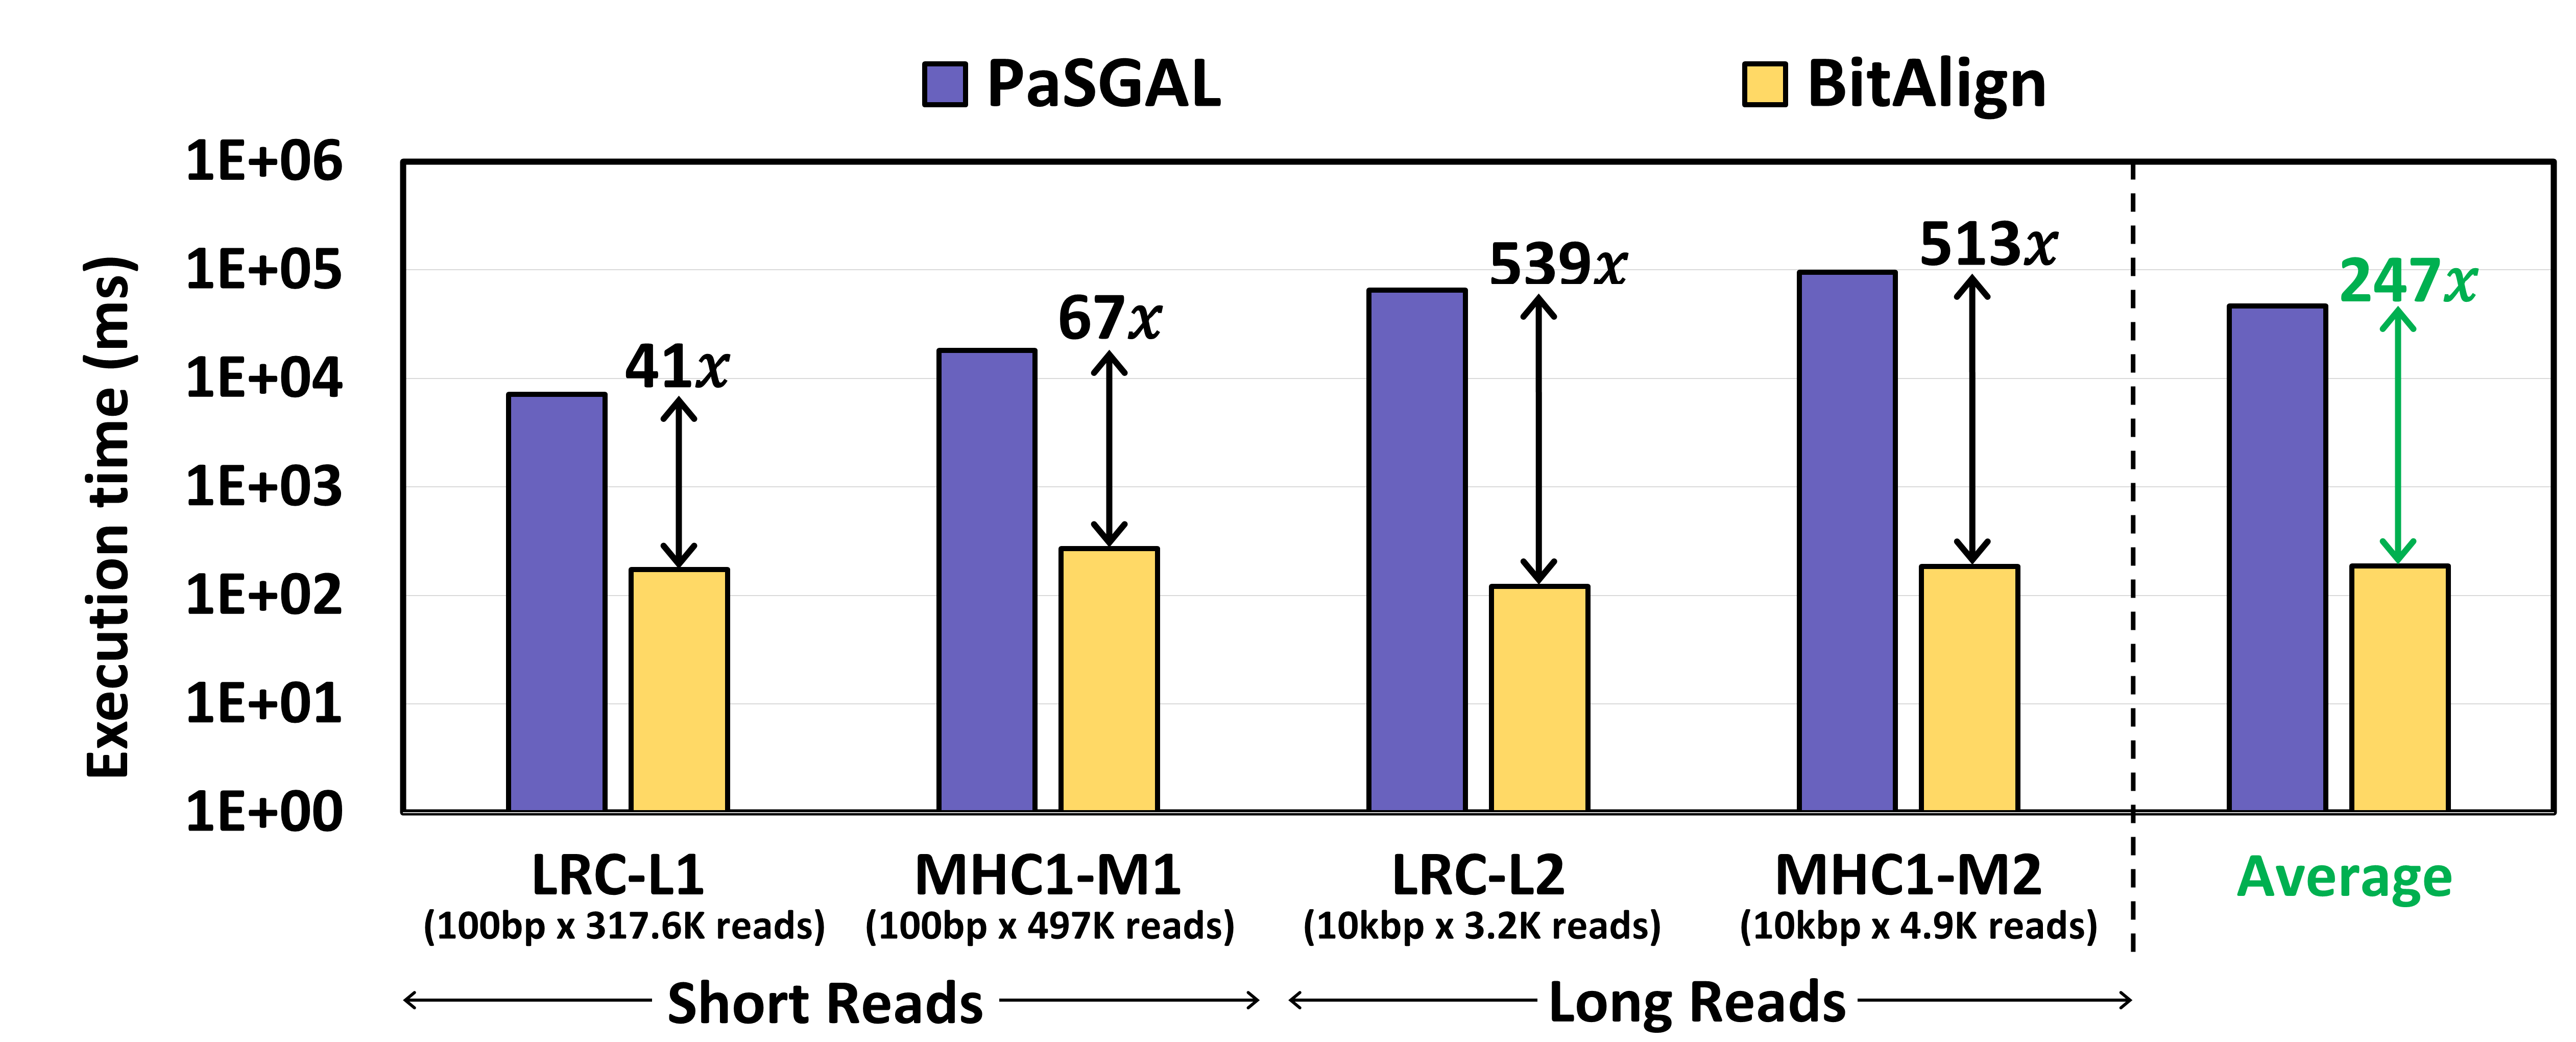 PaSGAL BitAlign
Execution time (ms)
1E+06
1E+05
1E+04
1E+03
1E+02
1E+01
1E+00
41x
67x
539x
513x
247x
LRC-L1 MHC1-M1 LRC-L2 MHC1-M2 Average
(100bp x 317.6K reads) (100bp x 497K reads) (10kbp x 3.2K reads) (10kbp x 4.9K reads)
Short Reads Long Reads